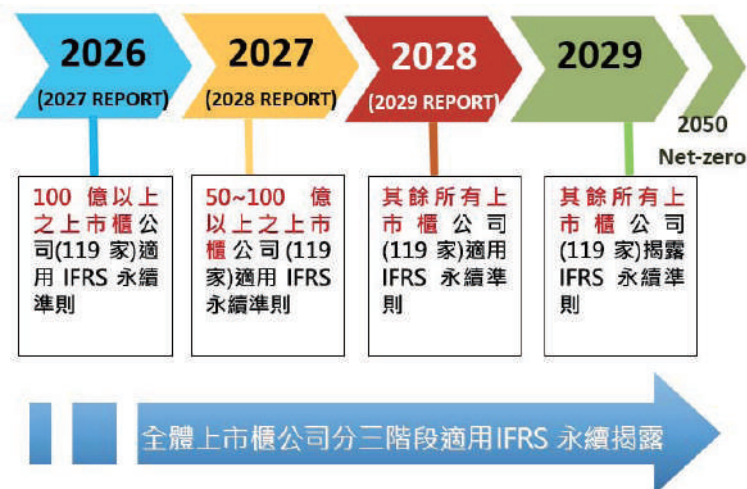 2026
(2027 REPORT)
2027
(2028 REPORT)
2028
(2029 REPORT)
2029
2050
Net-zero
100 億以上
之上市櫃公
司(119 家)適
用 IFRS 永續
準則
50~100 億
以上之上市
櫃公司(119
家)適用 IFRS
永續準則
其餘所有上
市櫃公司
(119 家)適用
IFRS 永續準
則
其餘所有上
市櫃公司
(119 家)揭露
IFRS 永續準
則
全體上市櫃公司分三階段適用IFRS 永續揭露